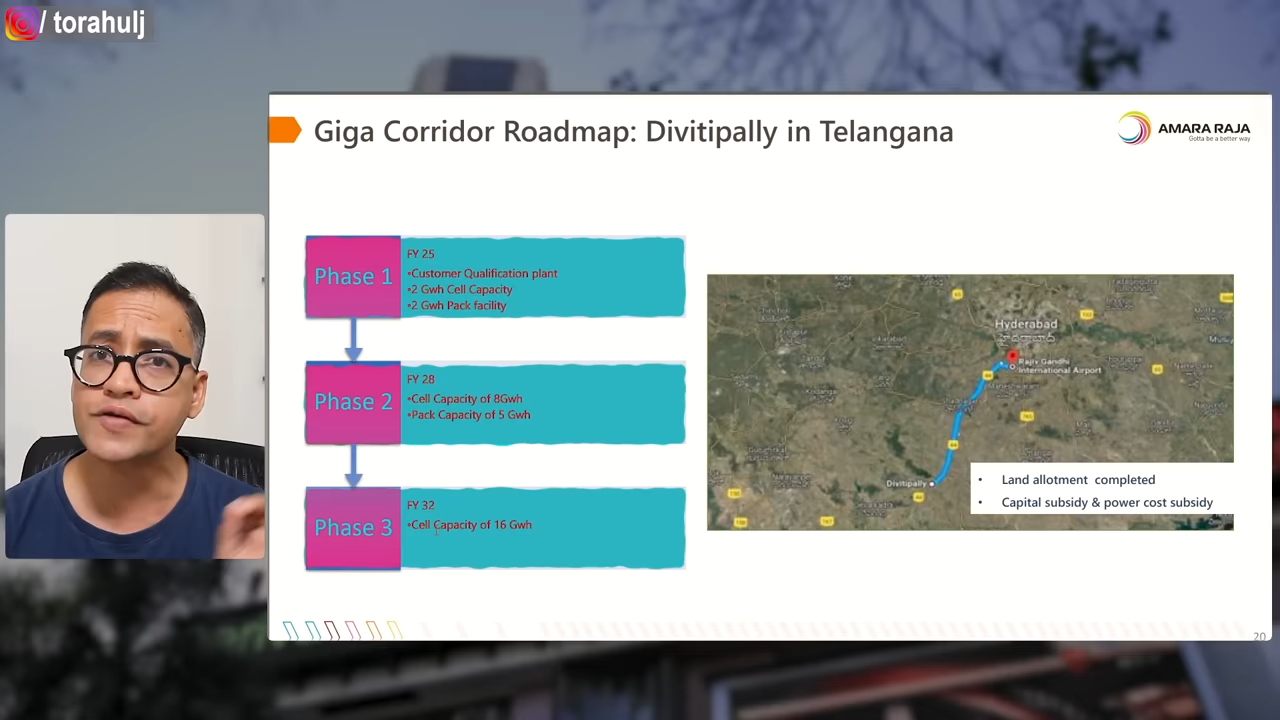 / torahulj
Giga Corridor Roadmap: Divitipally in Telangana
AMARA RAJA
Gotta be a better way
Phase 1
FY 25
•Customer Qualification plant
•2 Gwh Cell Capacity
•2 Gwh Pack facility
Phase 2
FY 28
•Cell Capacity of 8Gwh
•Pack Capacity of 5 Gwh
Phase 3
FY 32
•Cell Capacity of 16 Gwh
Hyderabad
Rajiv Gandhi
International Airport
Divitipally
44
• Land allotment completed
• Capital subsidy & power cost subsidy
20